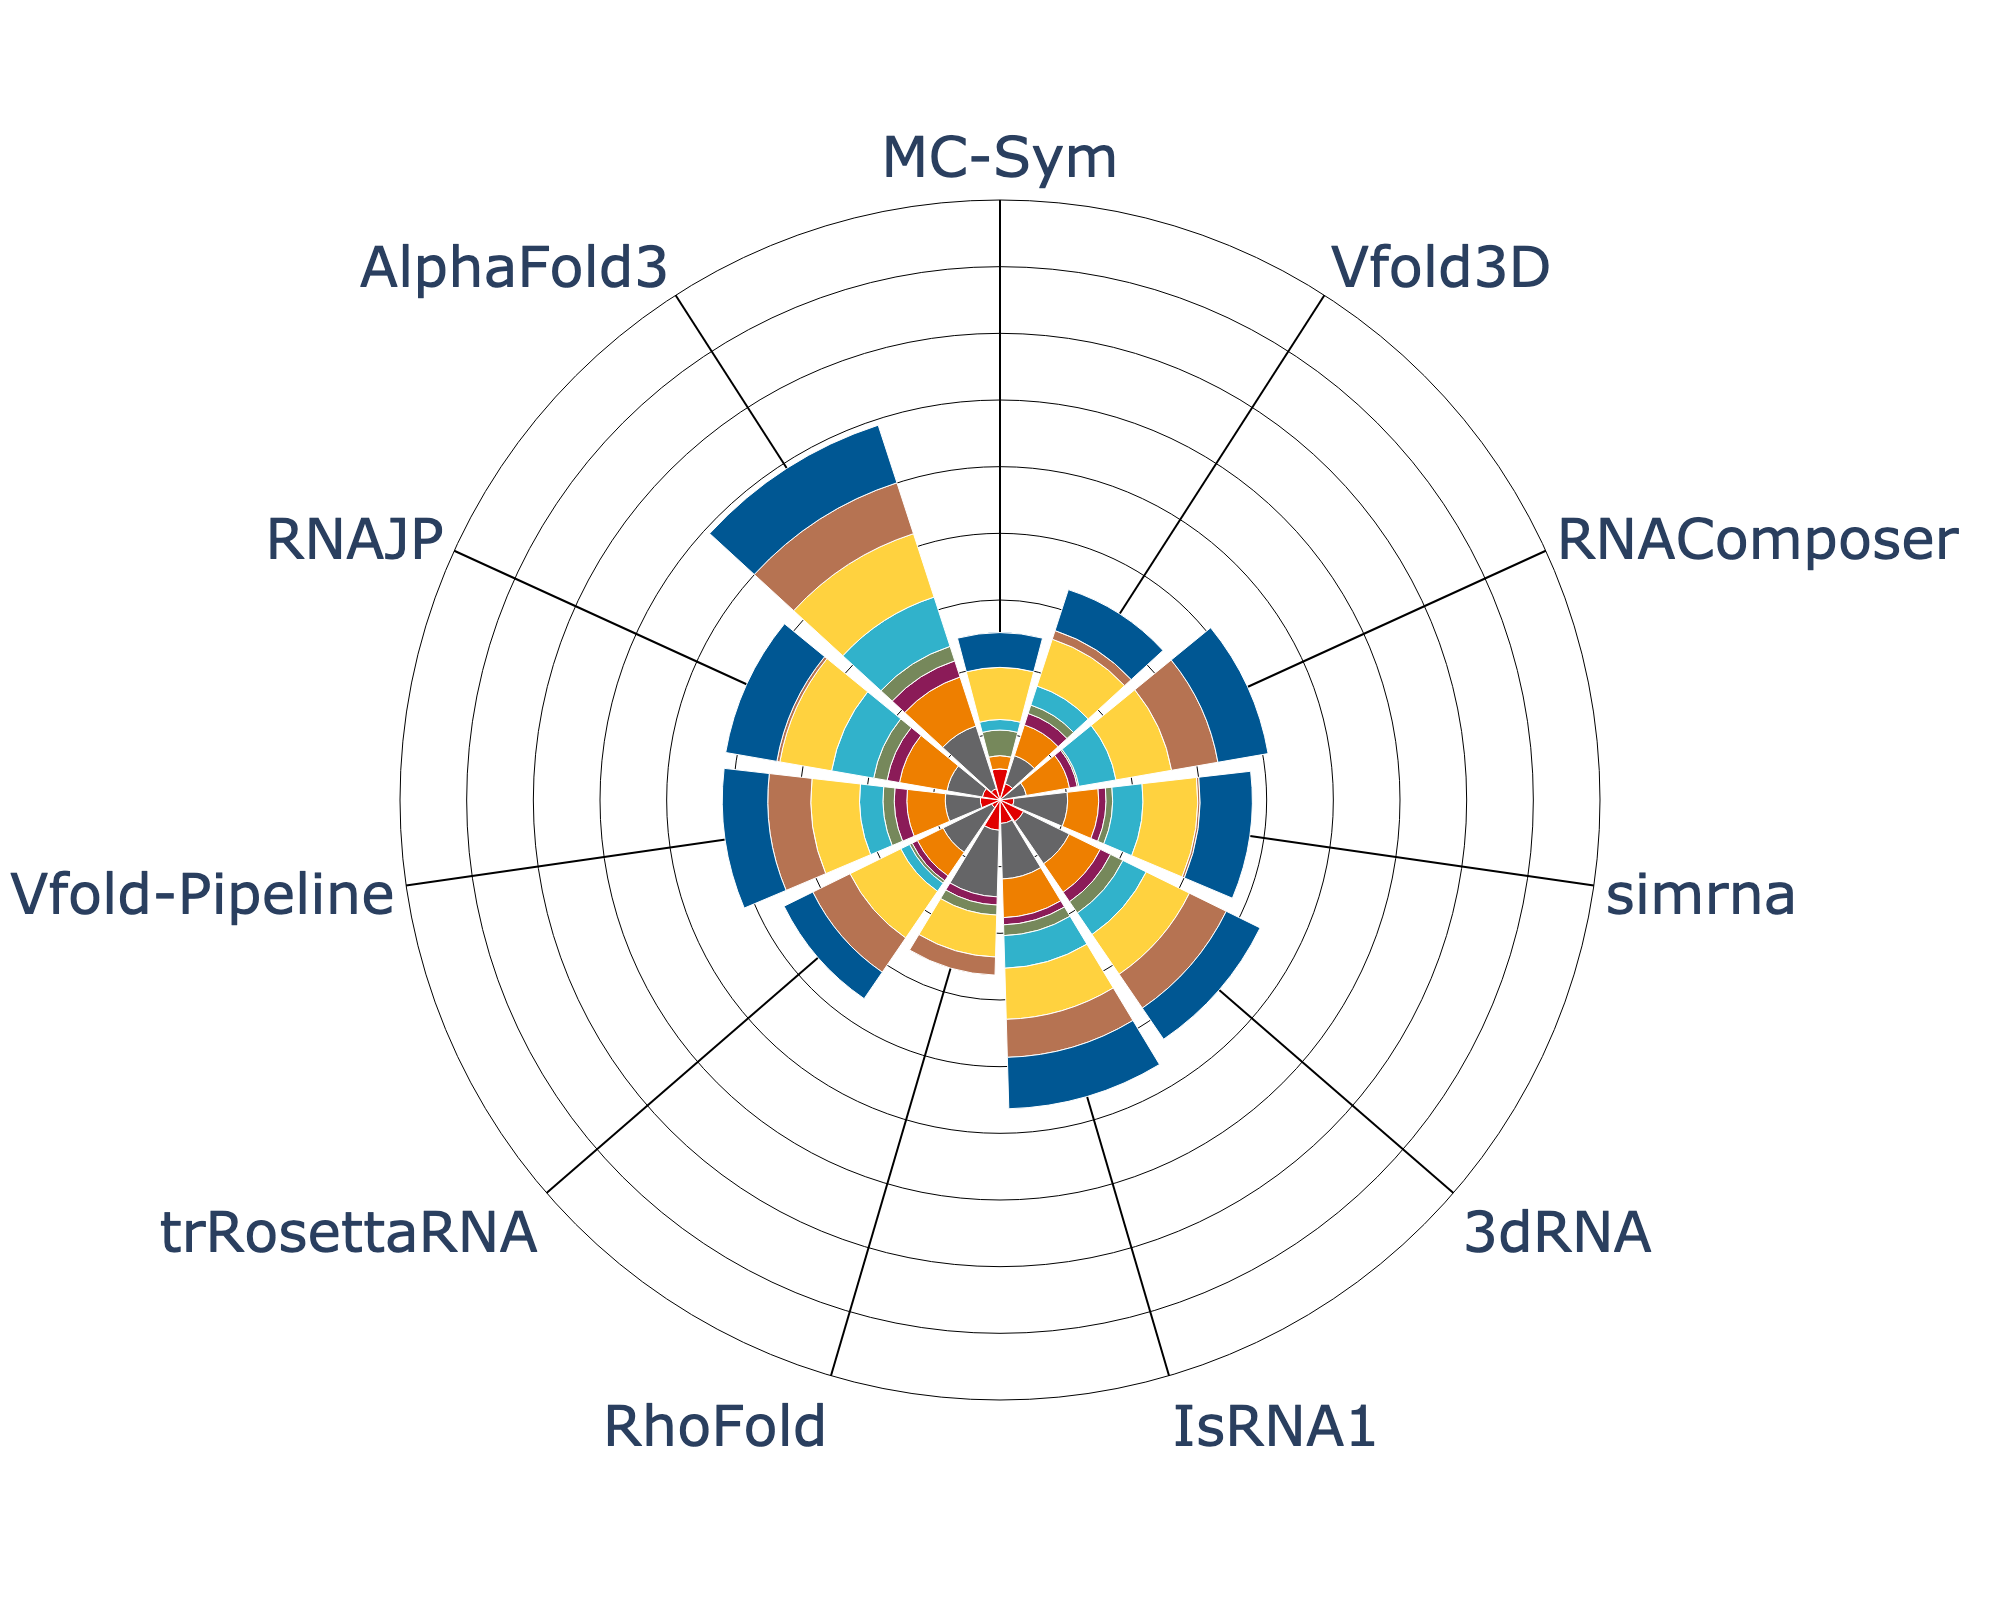 MC-Sym
AlphaFold3
Vfold3D
RNAJP
RNAComposer
Vfold-Pipeline
simrna
trRosettaRNA
3dRNA
RhoFold
IsRNA1